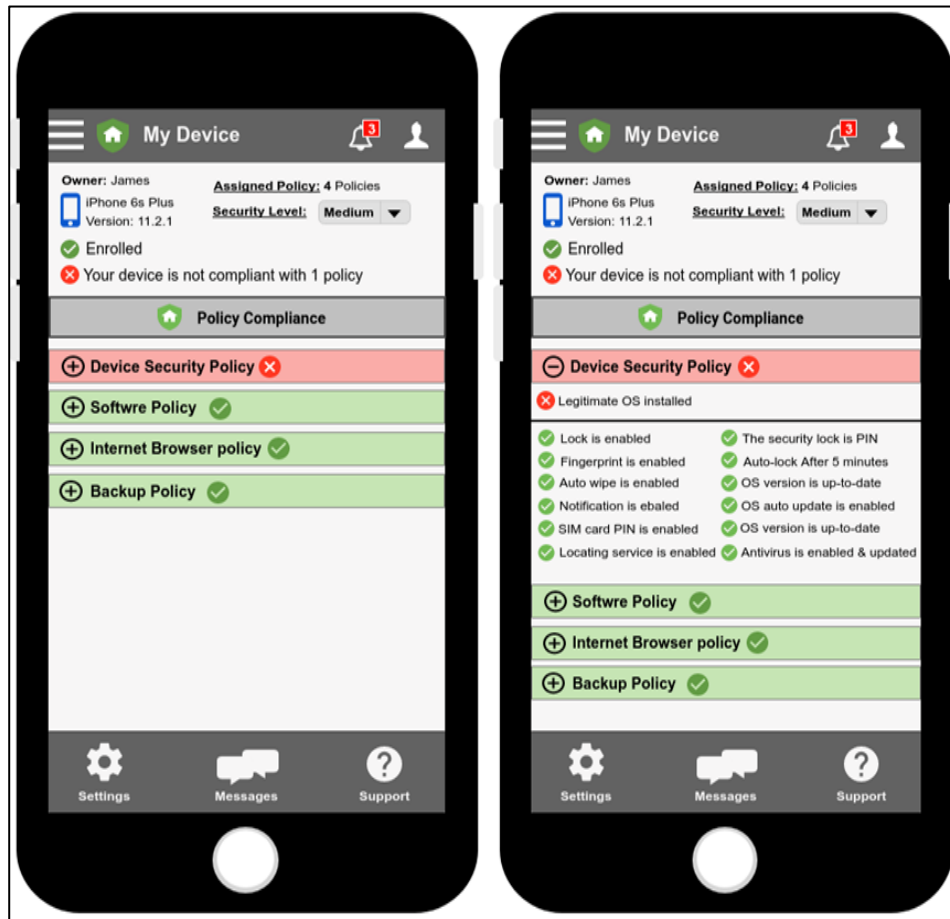 My Device
3
Owner: James
Assigned Policy: 4 Policies
iPhone 6s Plus
Version: 11.2.1
Security Level: Medium
Enrolled
Your device is not compliant with 1 policy
Policy Compliance
Device Security Policy
Softwre Policy
Internet Browser policy
Backup Policy
Settings
Messages
Support
My Device
3
Owner: James
Assigned Policy: 4 Policies
iPhone 6s Plus
Version: 11.2.1
Security Level: Medium
Enrolled
Your device is not compliant with 1 policy
Policy Compliance
Device Security Policy
Legitimate OS installed
Lock is enabled
The security lock is PIN
Fingerprint is enabled
Auto-lock After 5 minutes
Auto wipe is enabled
OS version is up-to-date
Notification is ebaled
OS auto update is enabled
SIM card PIN is enabled
OS version is up-to-date
Locating service is enabled
Antivirus is enabled & updated
Softwre Policy
Internet Browser policy
Backup Policy
Settings
Messages
Support